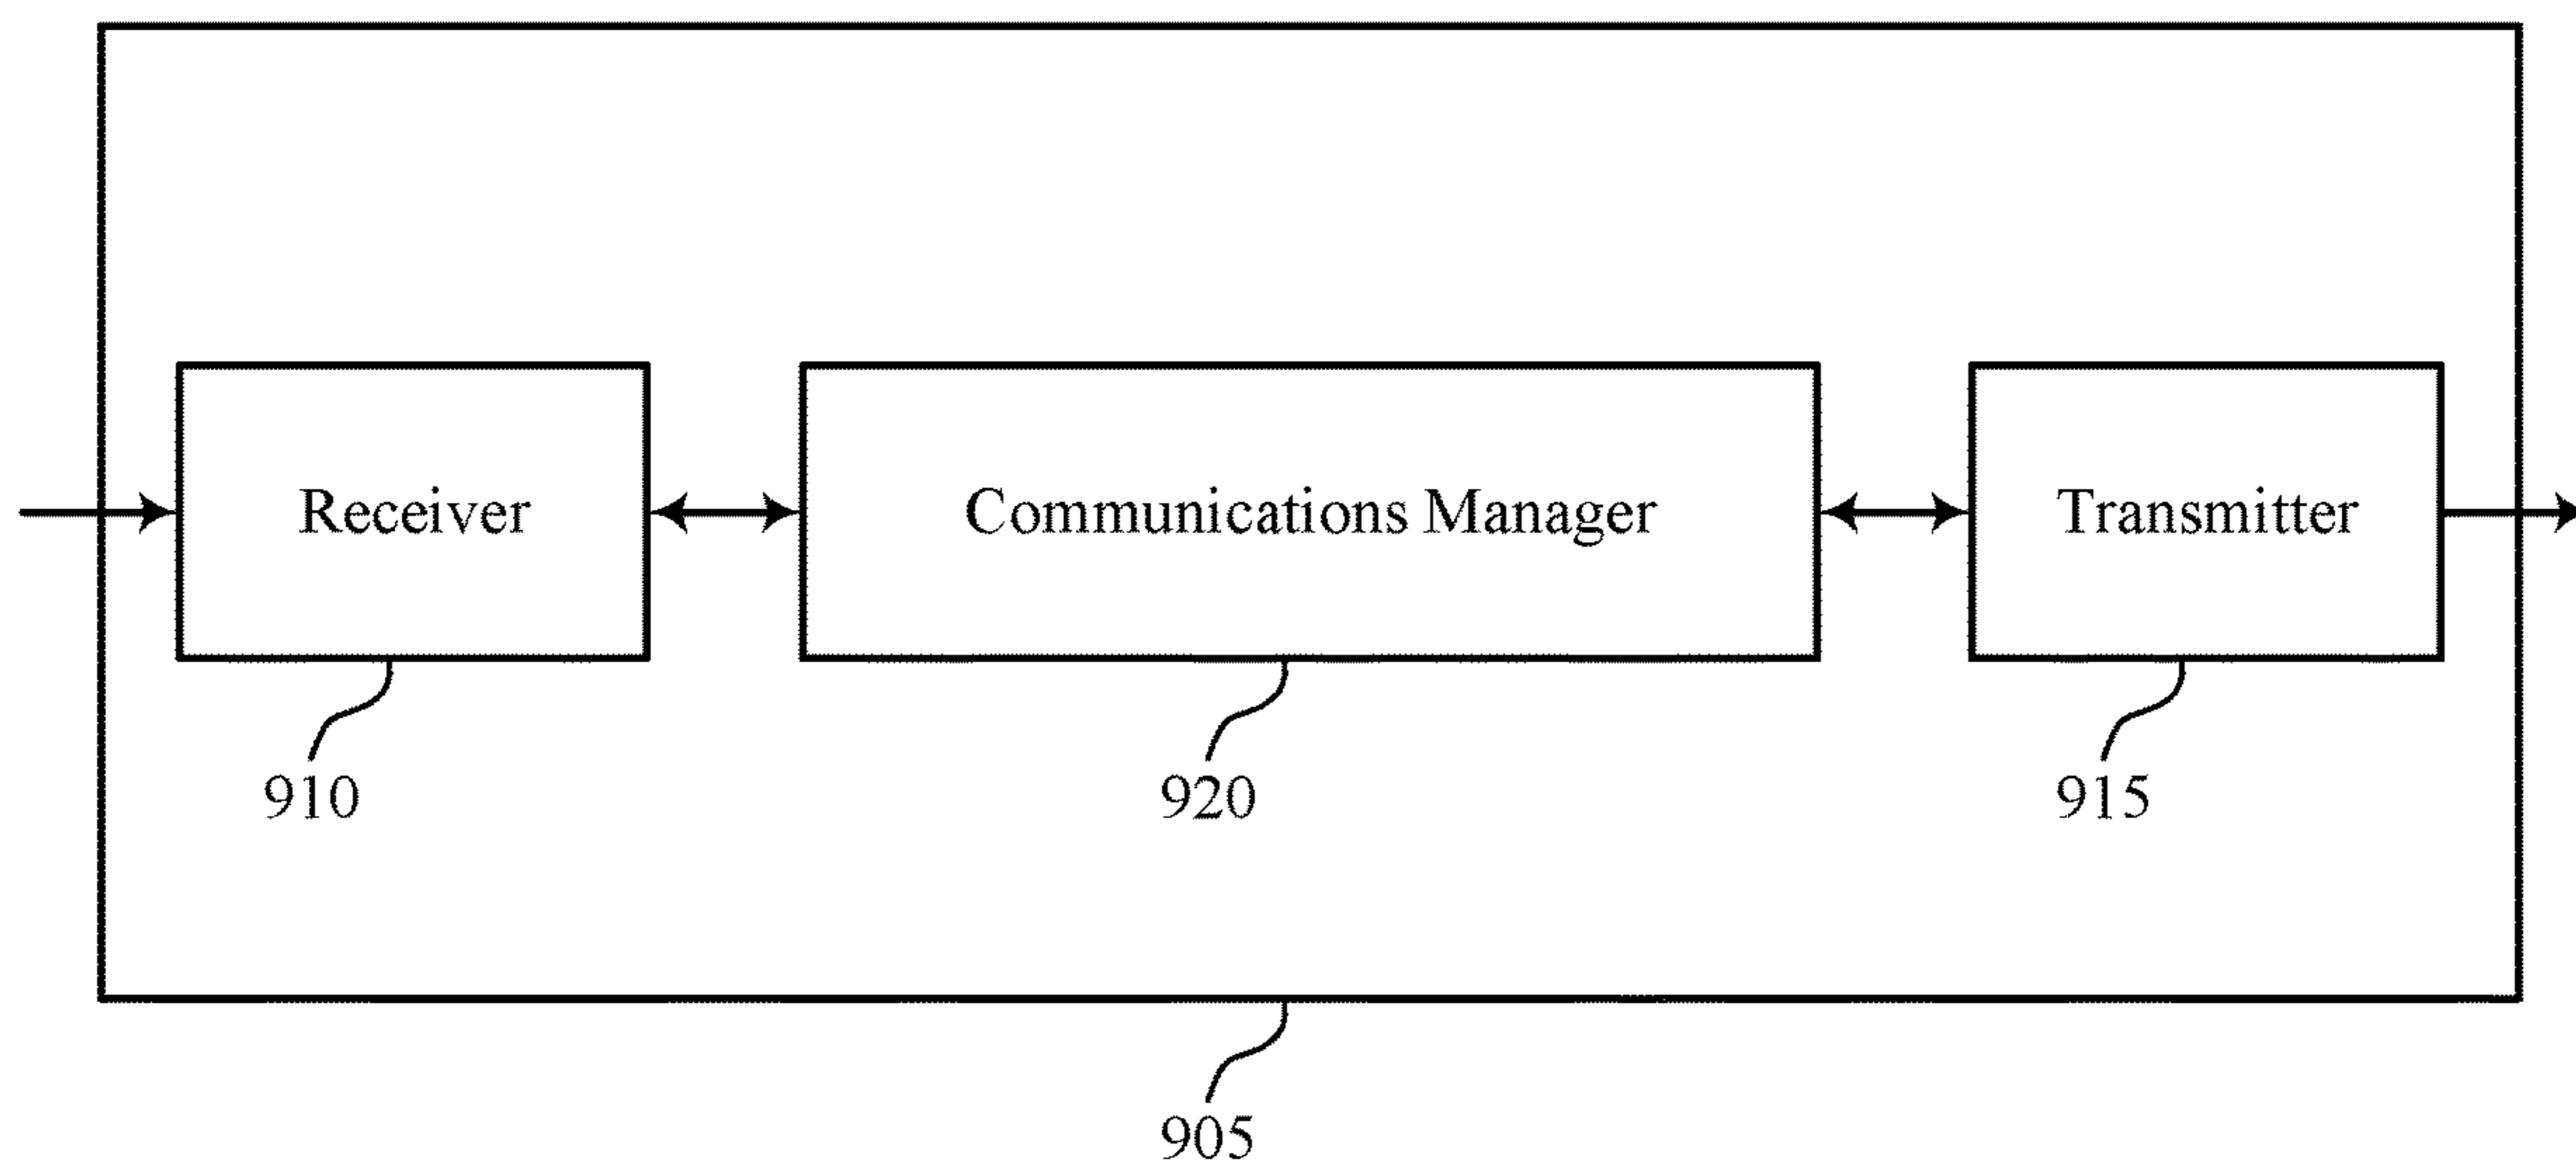 Receiver
Communications Manager
Transmitter
910
920
915
905